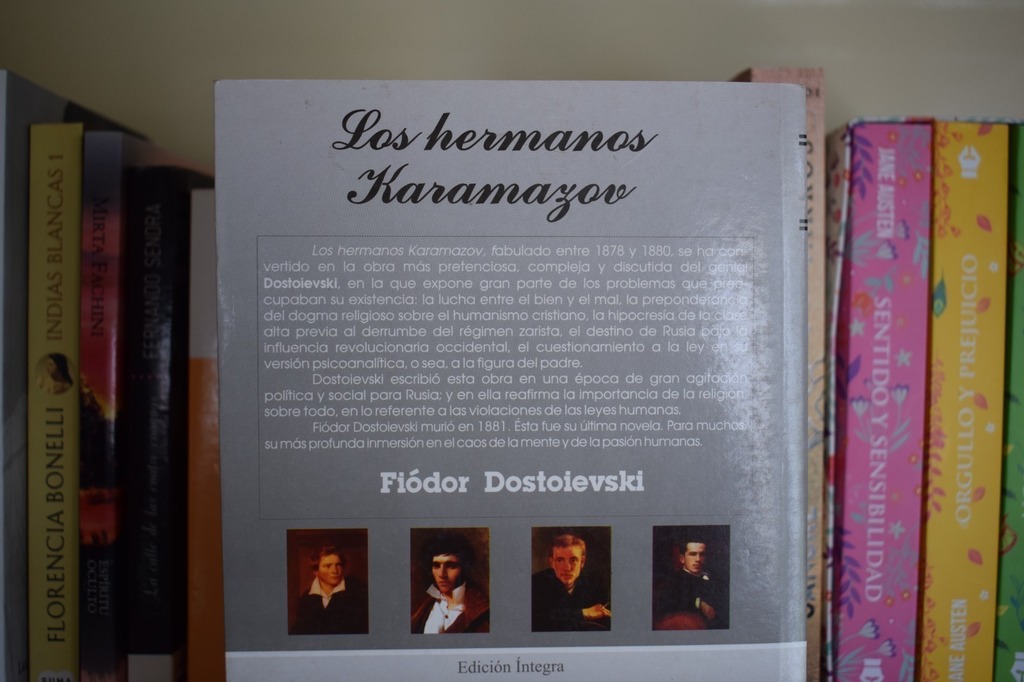 FLORENCIA BONELLI INDIAS BLANCAS 1
MIRTA FACHINI
ESPÍRITU
OCULTO
FERNANDO SENDRA
Los hermanos
Karamazov
Los hermanos Karamazov, fabulado entre 1878 y 1880, se ha con-
vertido en la obra más pretenciosa, compleja y discutida del genial
Dostoievski, en la que expone gran parte de los problemas que preo-
cupaban su existencia: la lucha entre el bien y el mal, la preponderancia
del dogma religioso sobre el humanismo cristiano, la hipocresía de la clase
alta previa al derrumbe del régimen zarista, el destino de Rusia bajo la
influencia revolucionaria occidental, el cuestionamiento a la ley en su
versión psicoanalítica, o sea, a la figura del padre.
Dostoievski escribió esta obra en una época de gran agitación
política y social para Rusia; y en ella reafirma la importancia de la religión
sobre todo, en lo referente a las violaciones de las leyes humanas.
Fiódor Dostoievski murió en 1881. Ésta fue su última novela. Para muchos
su más profunda inmersión en el caos de la mente y de la pasión humanas.
Fiódor Dostoievski
Edición Íntegra
JANE AUSTEN SENTIDO Y SENSIBILIDAD
ORGULLO Y PREJUICIO
JANE AUSTEN